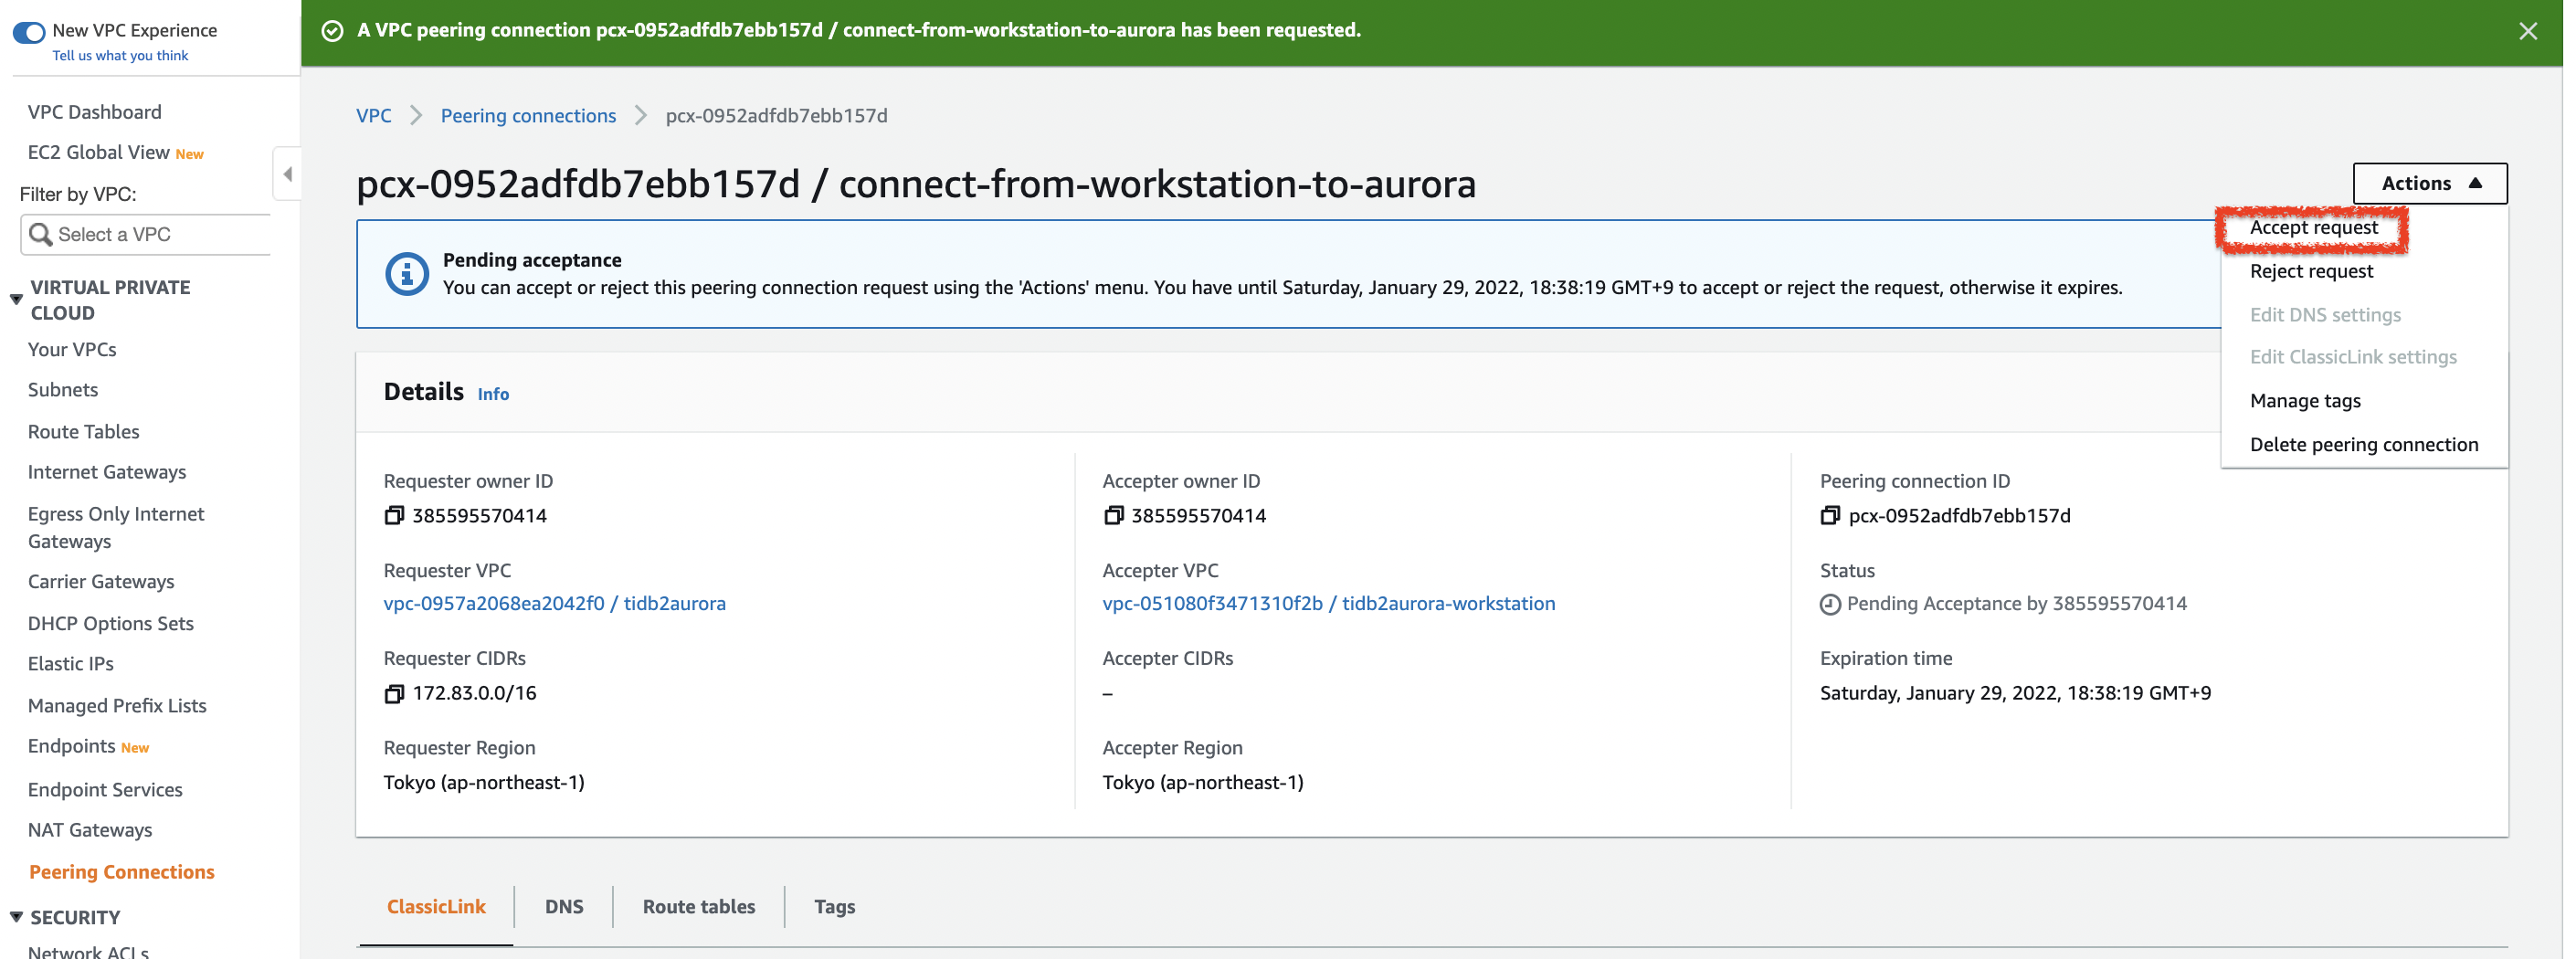 New VPC Experience
Tell us what you think
VPC Dashboard
EC2 Global View New
Filter by VPC:
Select a VPC
VIRTUAL PRIVATE
CLOUD
Your VPCs
Subnets
Route Tables
Internet Gateways
Egress Only Internet
Gateways
Carrier Gateways
DHCP Options Sets
Elastic IPs
Managed Prefix Lists
Endpoints New
Endpoint Services
NAT Gateways
Peering Connections
SECURITY
Network ACLs
A VPC peering connection pcx-0952adfdb7ebb157d / connect-from-workstation-to-aurora has been requested.
VPC
Peering connections
pcx-0952adfdb7ebb157d
pcx-0952adfdb7ebb157d / connect-from-workstation-to-aurora
Actions
Accept request
Reject request
Edit DNS settings
Edit ClassicLink settings
Manage tags
Delete peering connection
Pending acceptance
You can accept or reject this peering connection request using the 'Actions' menu. You have until Saturday, January 29, 2022, 18:38:19 GMT+9 to accept or reject the request, otherwise it expires.
Details Info
Requester owner ID
385595570414
Requester VPC
vpc-0957a2068ea2042f0 / tidb2aurora
Requester CIDRs
172.83.0.0/16
Requester Region
Tokyo (ap-northeast-1)
Accepter owner ID
385595570414
Accepter VPC
vpc-051080f3471310f2b / tidb2aurora-workstation
Accepter CIDRs
–
Accepter Region
Tokyo (ap-northeast-1)
Peering connection ID
pcx-0952adfdb7ebb157d
Status
Pending Acceptance by 385595570414
Expiration time
Saturday, January 29, 2022, 18:38:19 GMT+9
ClassicLink
DNS
Route tables
Tags